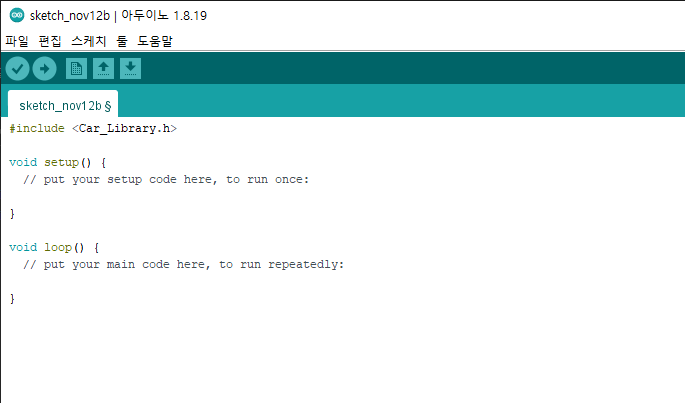 sketch_nov12b | 아두이노 1.8.19
파일 편집 스케치 툴 도움말
sketch_nov12b §
#include <Car_Library.h>
void setup() {
// put your setup code here, to run once:
}
void loop() {
// put your main code here, to run repeatedly:
}